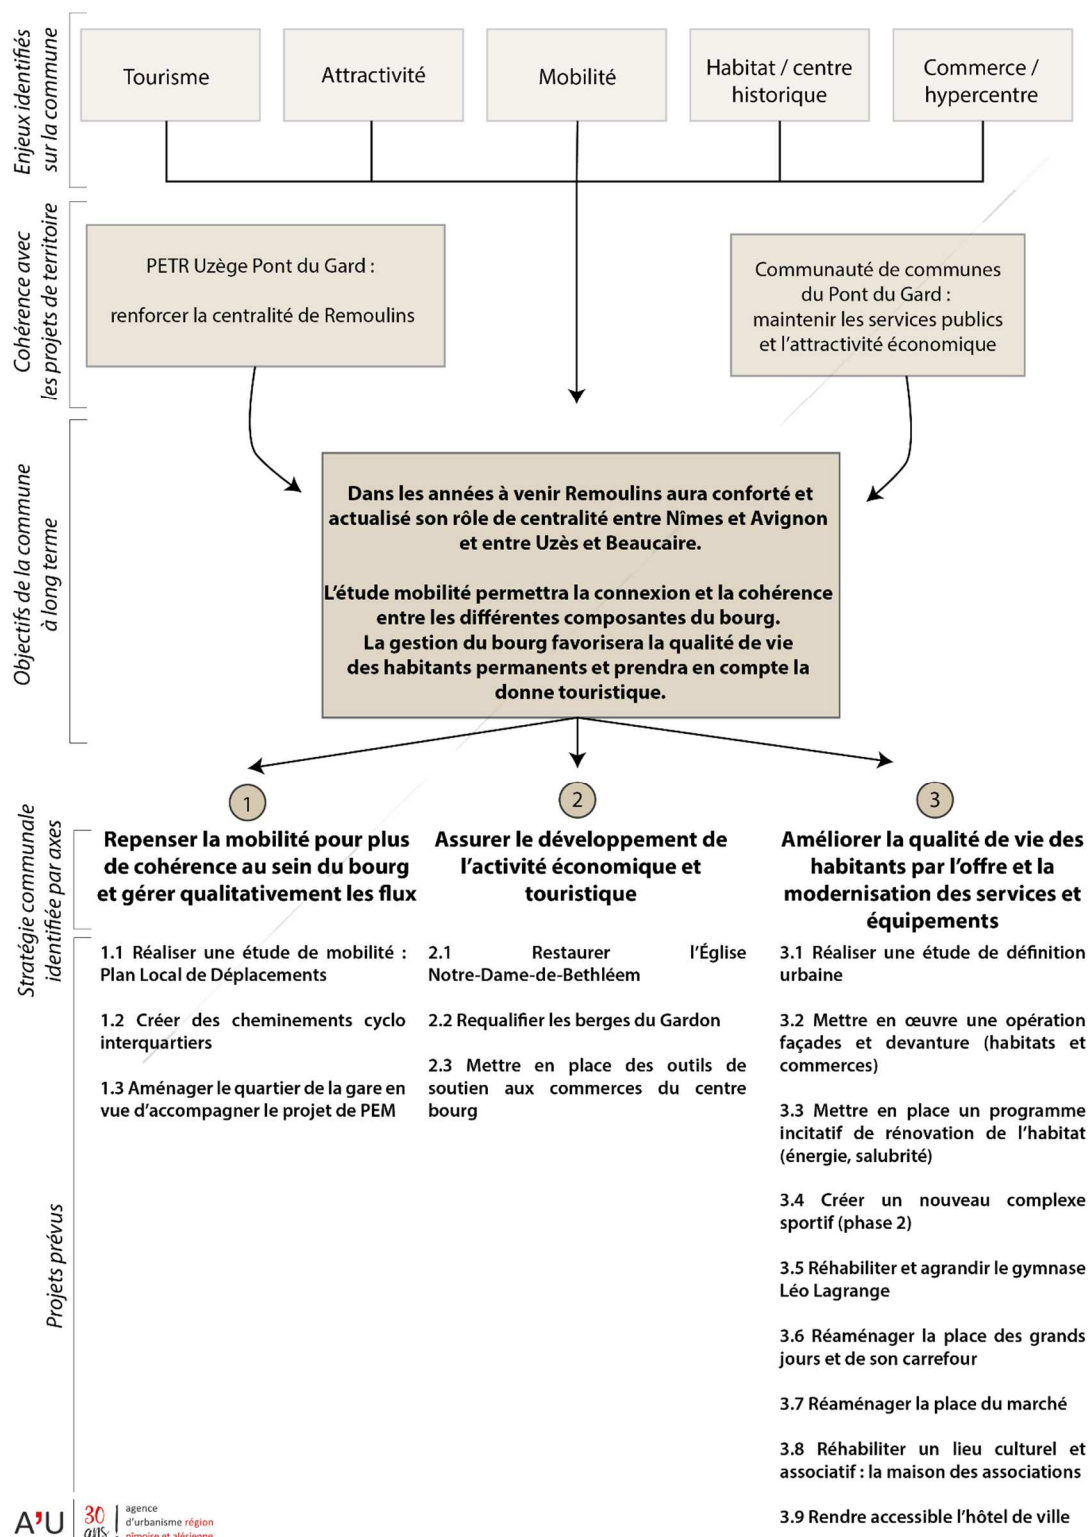 Enjeux identifiés
sur la commune
Tourisme
Attractivité
Mobilité
Habitat / centre
historique
Commerce /
hypercentre
Cohérence avec
les projets de territoire
PETR Uzège Pont du Gard :
renforcer la centralité de Remoulins
Communauté de communes
du Pont du Gard :
maintenir les services publics
et l'attractivité économique
Objectifs de la commune
à long terme
Dans les années à venir Remoulins aura conforté et
actualisé son rôle de centralité entre Nîmes et Avignon
et entre Uzès et Beaucaire.
L'étude mobilité permettra la connexion et la cohérence
entre les différentes composantes du bourg.
La gestion du bourg favorisera la qualité de vie
des habitants permanents et prendra en compte la
donne touristique.
Stratégie communale
identifiée par axes
1
Repenser la mobilité pour plus
de cohérence au sein du bourg
et gérer qualitativement les flux
2
Assurer le développement de
l'activité économique et
touristique
3
Améliorer la qualité de vie des
habitants par l'offre et la
modernisation des services et
équipements
Projets prévus
1.1 Réaliser une étude de mobilité :
Plan Local de Déplacements
1.2 Créer des cheminements cyclo
interquartiers
1.3 Aménager le quartier de la gare en
vue d'accompagner le projet de PEM
2.1 Restaurer l'Église
Notre-Dame-de-Bethléem
2.2 Requalifier les berges du Gardon
2.3 Mettre en place des outils de
soutien aux commerces du centre
bourg
3.1 Réaliser une étude de définition
urbaine
3.2 Mettre en œuvre une opération
façades et devanture (habitats et
commerces)
3.3 Mettre en place un programme
incitatif de rénovation de l'habitat
(énergie, salubrité)
3.4 Créer un nouveau complexe
sportif (phase 2)
3.5 Réhabiliter et agrandir le gymnase
Léo Lagrange
3.6 Réaménager la place des grands
jours et de son carrefour
3.7 Réaménager la place du marché
3.8 Réhabiliter un lieu culturel et
associatif : la maison des associations
3.9 Rendre accessible l'hôtel de ville
A'U
30
ans
agence
d'urbanisme région
nîmoise et alésienne